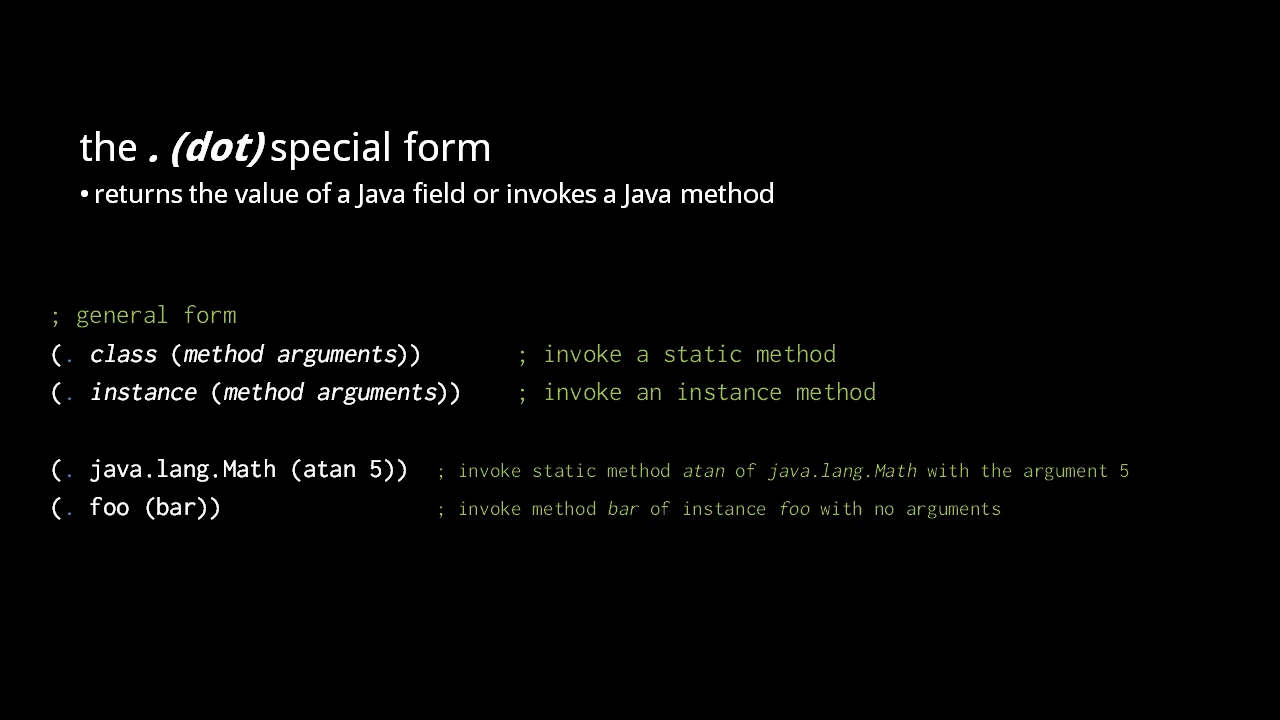 the . (dot) special form
• returns the value of a Java field or invokes a Java method
; general form
(. class (method arguments)) ; invoke a static method
(. instance (method arguments)) ; invoke an instance method
(. java.lang.Math (atan 5)) ; invoke static method atan of java.lang.Math with the argument 5
(. foo (bar)) ; invoke method bar of instance foo with no arguments